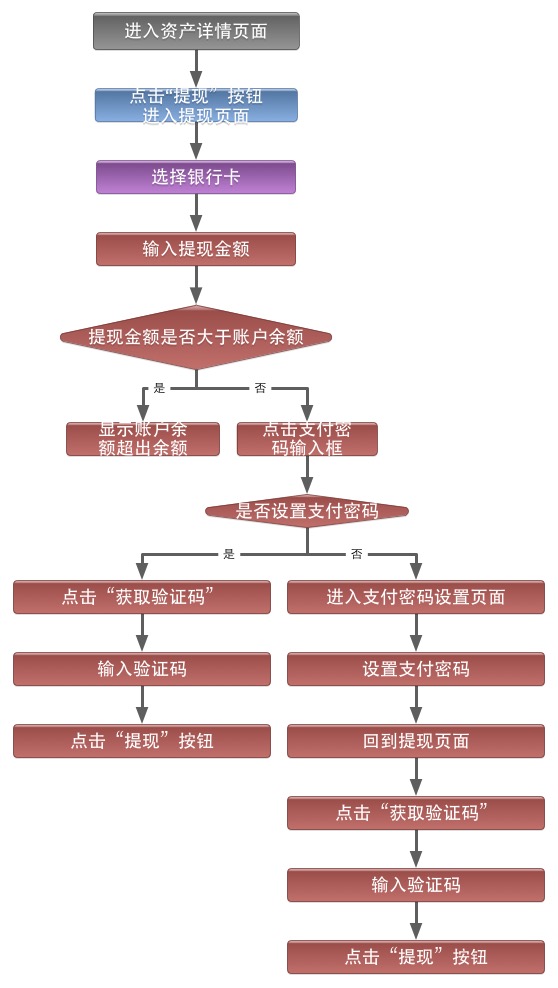 进入资产详情页面
点击“提现”按钮
进入提现页面
选择银行卡
输入提现金额
提现金额是否大于账户余额
是
否
显示账户余
额超出余额
点击支付密
码输入框
是否设置支付密码
是
否
点击“获取验证码”
进入支付密码设置页面
输入验证码
设置支付密码
点击“提现”按钮
回到提现页面
点击“获取验证码”
输入验证码
点击“提现”按钮